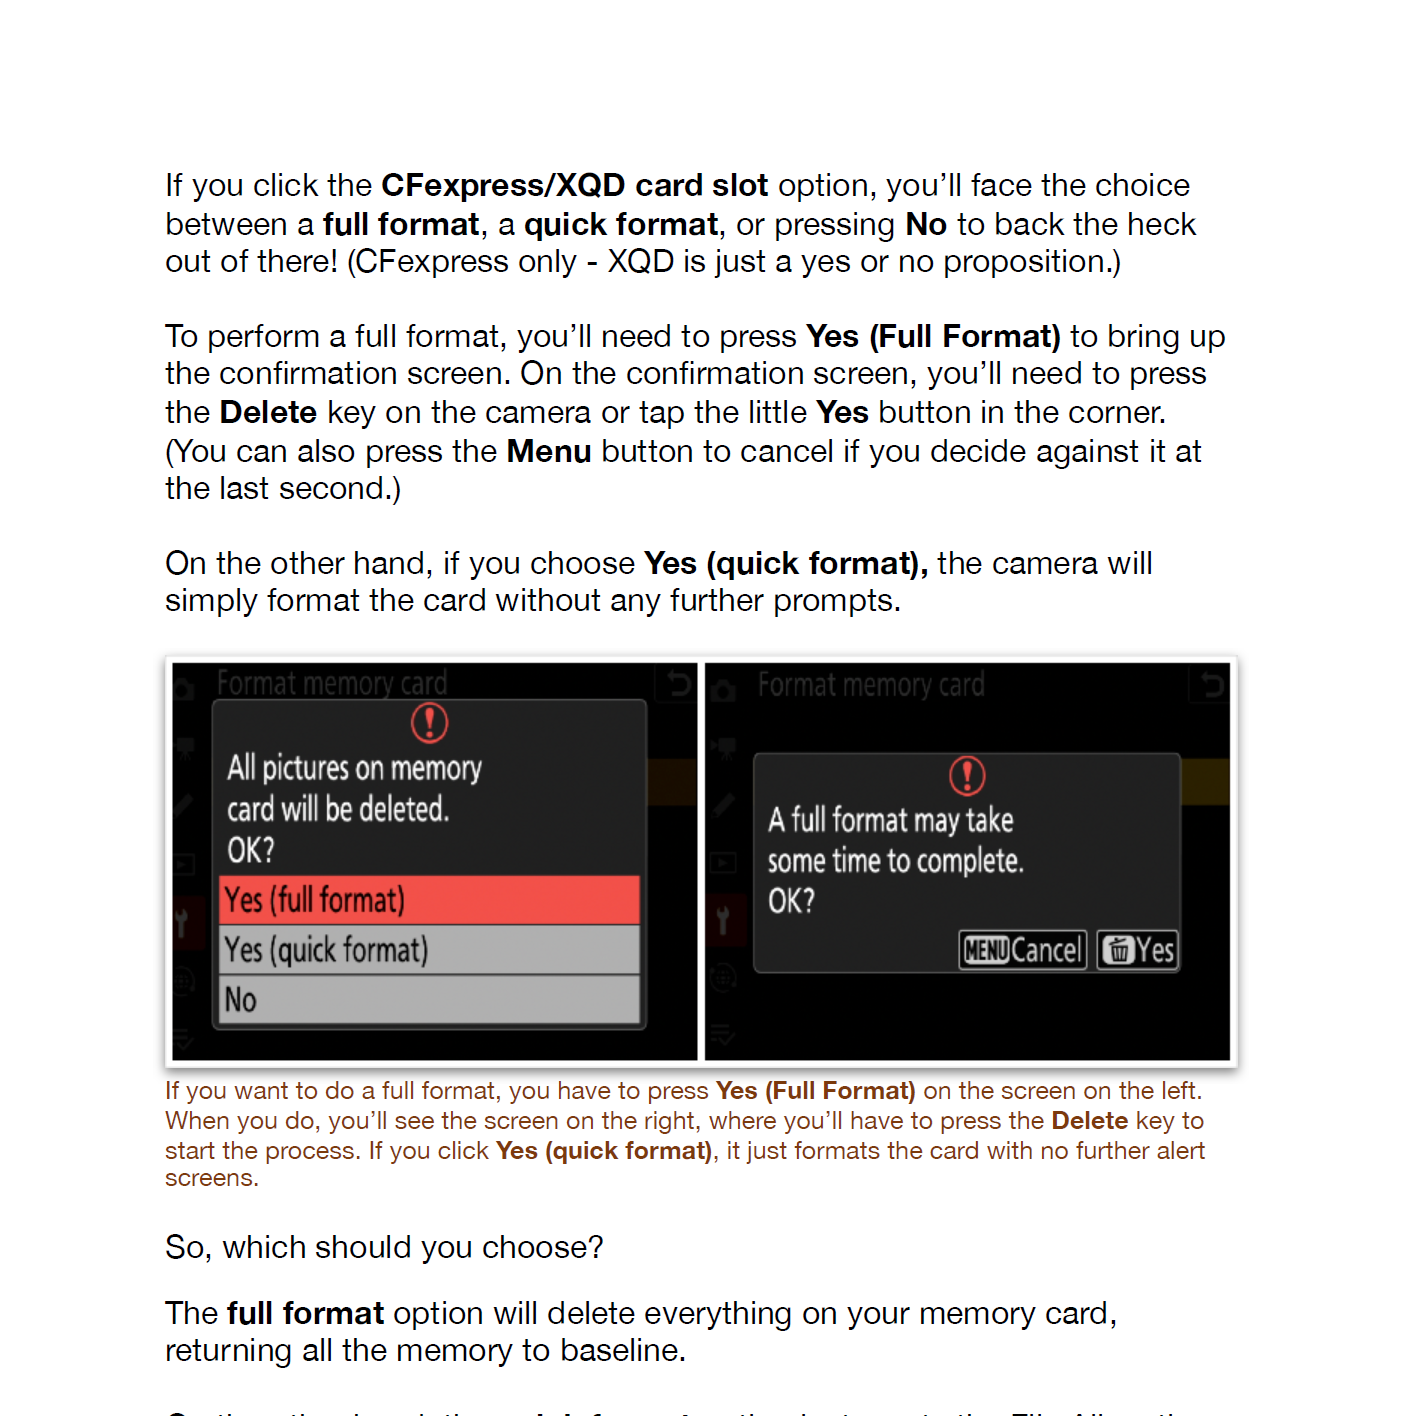 If you click the CFexpress/XQD card slot option, you’ll face the choice
between a full format, a quick format, or pressing No to back the heck
out of there! (CFexpress only - XQD is just a yes or no proposition.)
To perform a full format, you’ll need to press Yes (Full Format) to bring up
the confirmation screen. On the confirmation screen, you’ll need to press
the Delete key on the camera or tap the little Yes button in the corner.
(You can also press the Menu button to cancel if you decide against it at
the last second.)
On the other hand, if you choose Yes (quick format), the camera will
simply format the card without any further prompts.
Format memory card
All pictures on memory
card will be deleted.
OK?
Yes (full format)
Yes (quick format)
No
Format memory card
A full format may take
some time to complete.
OK?
MENU Cancel
Yes
If you want to do a full format, you have to press Yes (Full Format) on the screen on the left.
When you do, you’ll see the screen on the right, where you’ll have to press the Delete key to
start the process. If you click Yes (quick format), it just formats the card with no further alert
screens.
So, which should you choose?
The full format option will delete everything on your memory card,
returning all the memory to baseline.